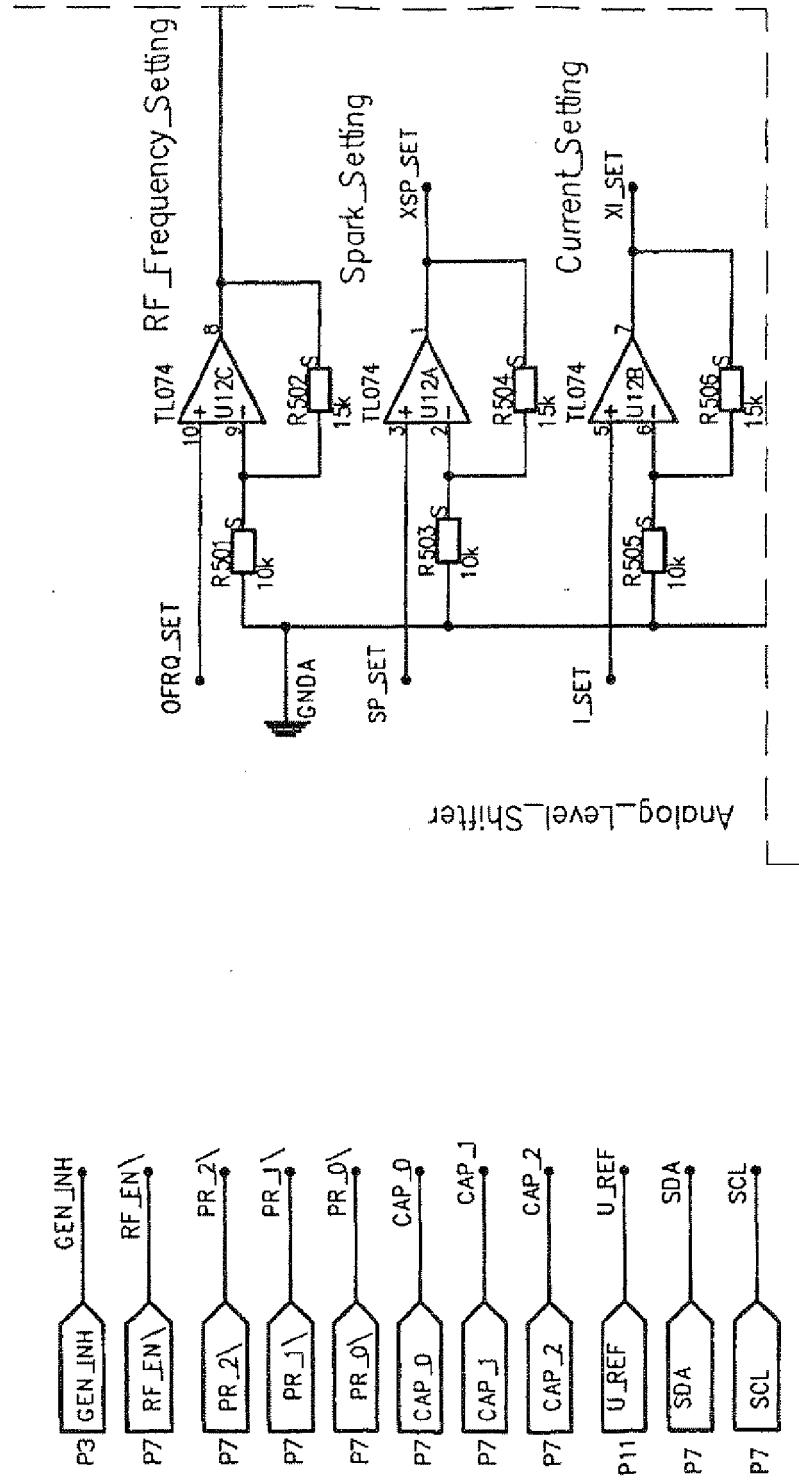 RF_Frequency_Setting
TL074
10
+
U12C
9
-
8
R502
S
15k
R501
S
10k
OFRQ_SET
GNDA
Spark_Setting
XSP_SET
TL074
3
+
U12A
2
-
1
R504
S
15k
R503
S
10k
SP_SET
Current_Setting
XI_SET
TL074
5
+
U12B
6
-
7
R506
S
15k
R505
S
10k
I_SET
Analog_Level_Shifter
P3 GEN_INH GEN_INH
P7 RF_EN\ RF_EN\
P7 PR_2\ PR_2\
P7 PR_1\ PR_1\
P7 PR_0\ PR_0\
P7 CAP_0 CAP_0
P7 CAP_1 CAP_1
P7 CAP_2 CAP_2
P11 U_REF U_REF
P7 SDA SDA
P7 SCL SCL